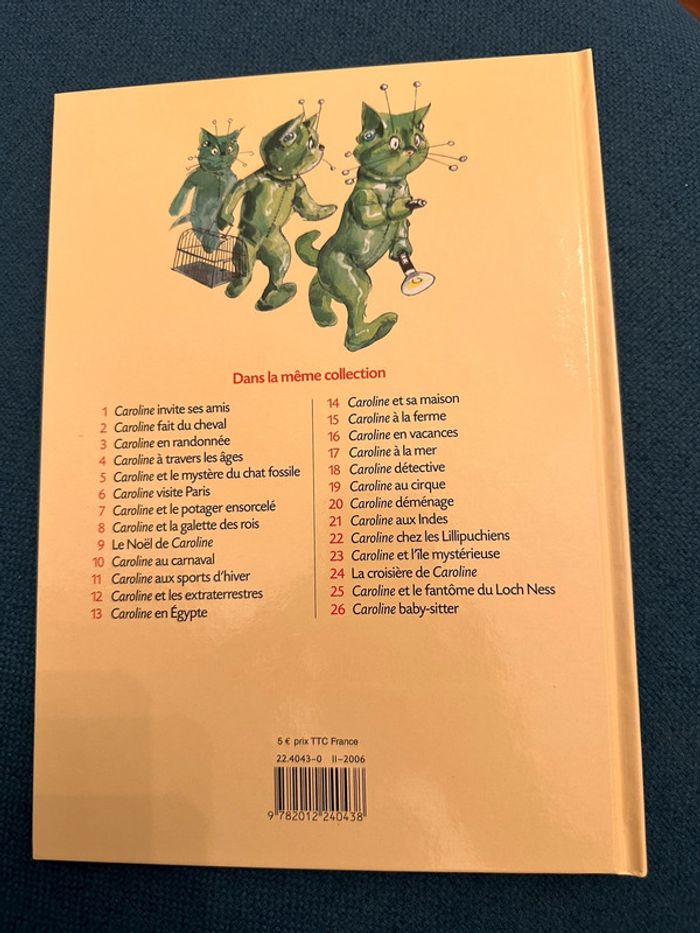 Dans la même collection
1 Caroline invite ses amis
2 Caroline fait du cheval
3 Caroline en randonnée
4 Caroline à travers les âges
5 Caroline et le mystère du chat fossile
6 Caroline visite Paris
7 Caroline et le potager ensorcelé
8 Caroline et la galette des rois
9 Le Noël de Caroline
10 Caroline au carnaval
11 Caroline aux sports d'hiver
12 Caroline et les extraterrestres
13 Caroline en Égypte
14 Caroline et sa maison
15 Caroline à la ferme
16 Caroline en vacances
17 Caroline à la mer
18 Caroline détective
19 Caroline au cirque
20 Caroline déménage
21 Caroline aux Indes
22 Caroline chez les Lillipuchiens
23 Caroline et l'île mystérieuse
24 La croisière de Caroline
25 Caroline et le fantôme du Loch Ness
26 Caroline baby-sitter
5 € prix TTC France
22.4043-0 II-2006
9 782012 240438